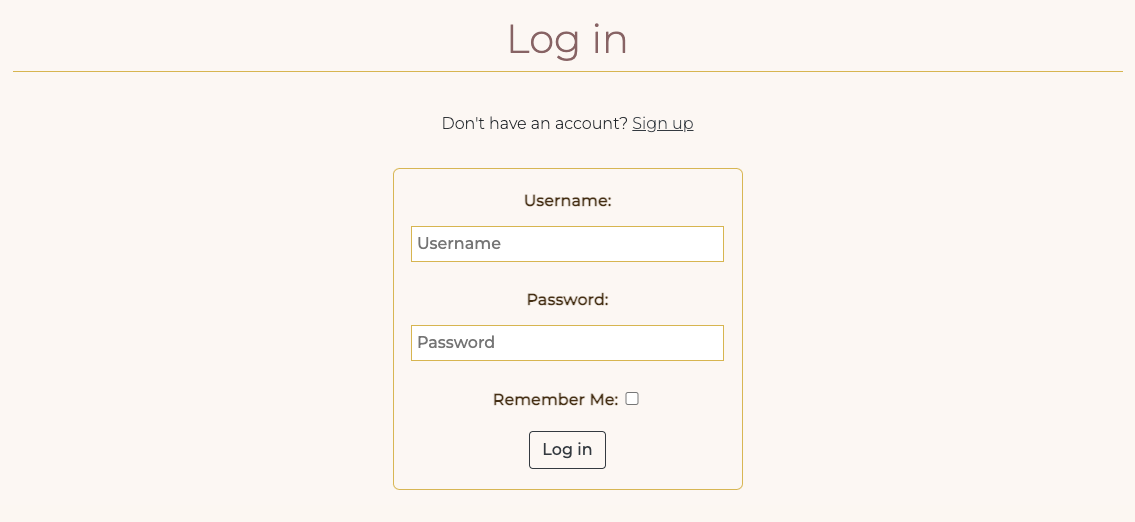 Log in
Don't have an account? Sign up
Username:
Username
Password:
Password
Remember Me:
Log in